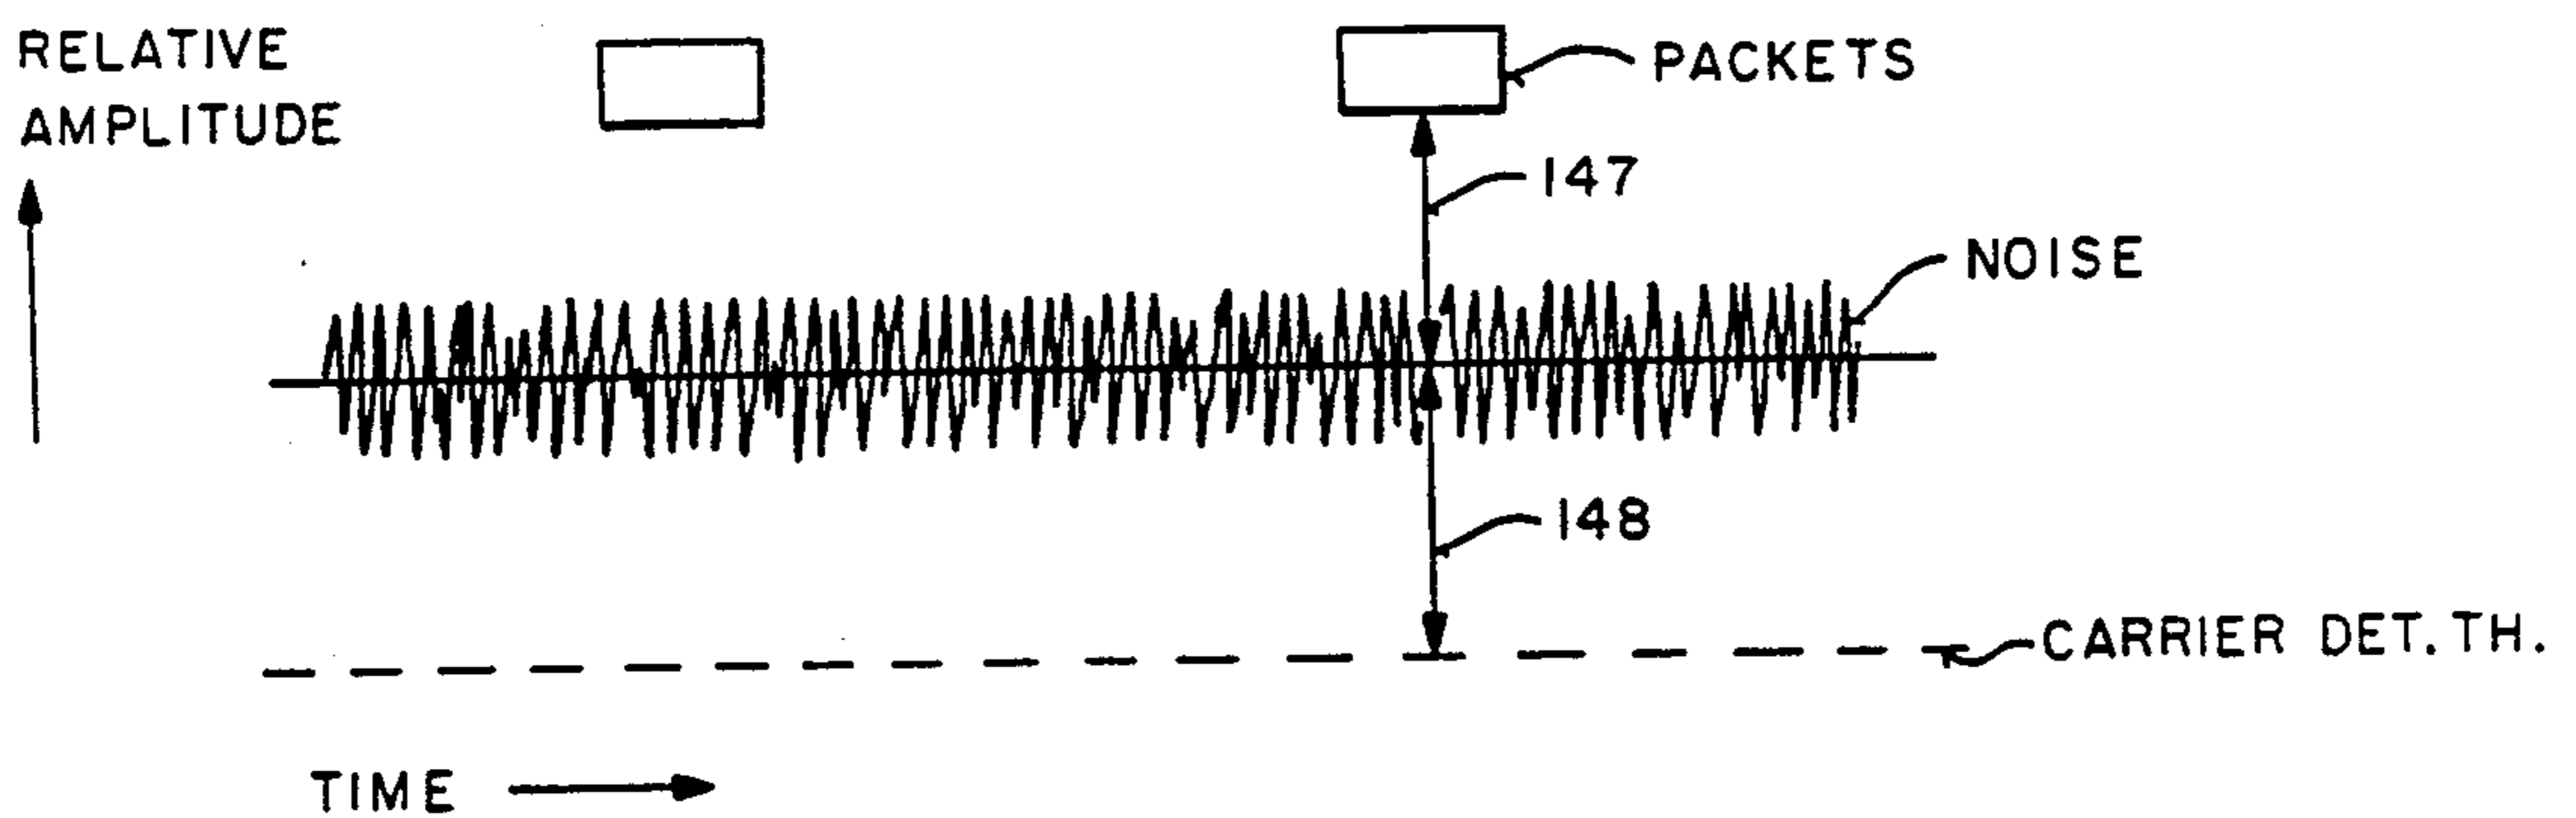 RELATIVE
AMPLITUDE
PACKETS
147
NOISE
148
CARRIER DET. TH.
TIME